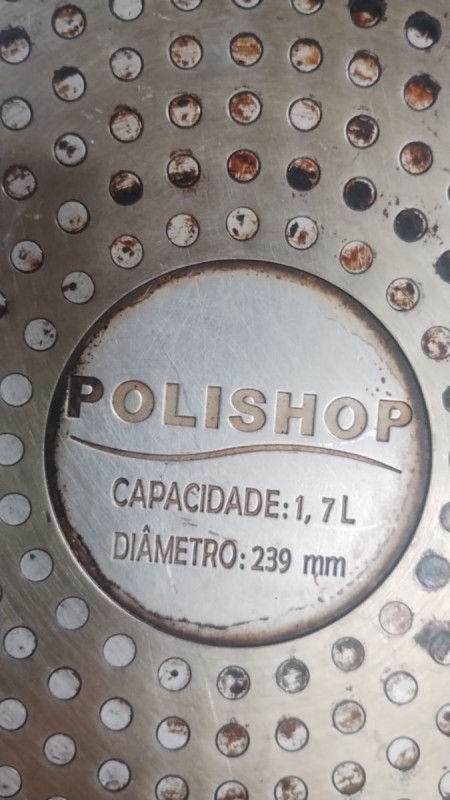 POLISHOP
CAPACIDADE: 1, 7 L
DIÂMETRO: 239 mm